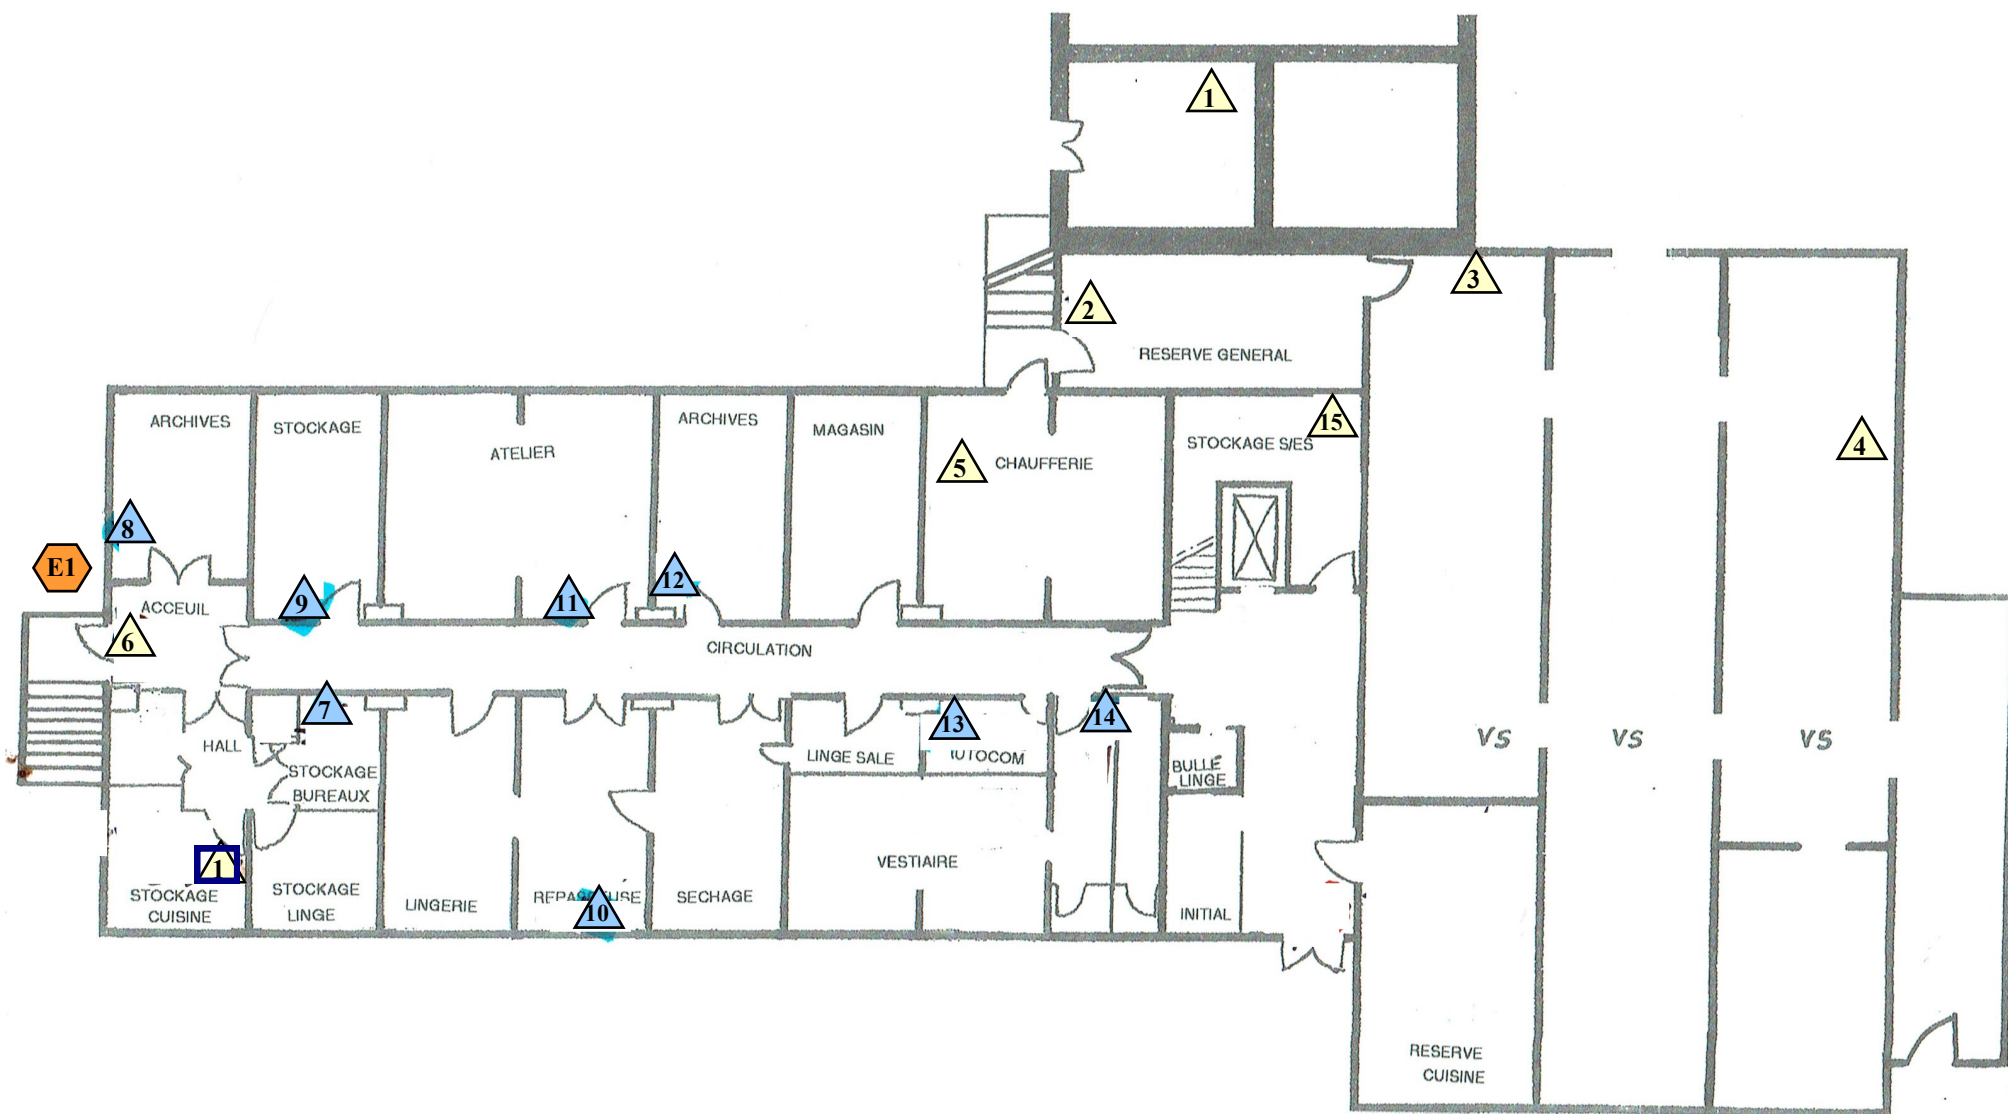 1
3
2
RESERVE GENERAL
ARCHIVES
STOCKAGE
ATELIER
ARCHIVES
MAGASIN
5
CHAUFFERIE
15
STOCKAGE S/ES
4
8
E1
9
11
12
ACCEUIL
6
CIRCULATION
7
13
14
HALL
STOCKAGE
BUREAUX
LINGE SALE
UTOCOM
BULLE
LINGE
VS
VS
VS
1
STOCKAGE
CUISINE
STOCKAGE
LINGE
LINGERIE
10
SECHAGE
VESTIAIRE
INITIAL
RESERVE
CUISINE